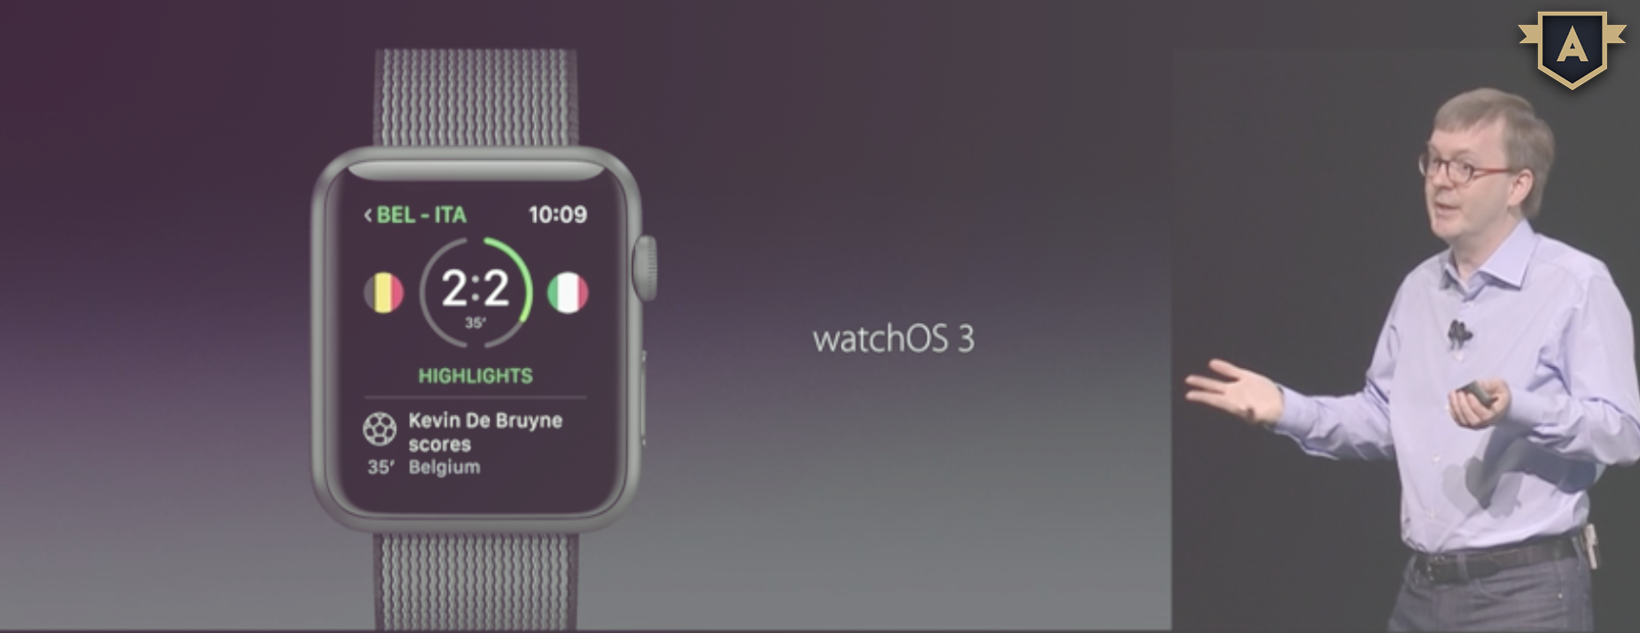 < BEL - ITA 10:09
2:2
35'
HIGHLIGHTS
Kevin De Bruyne
scores
35' Belgium
watchOS 3
A